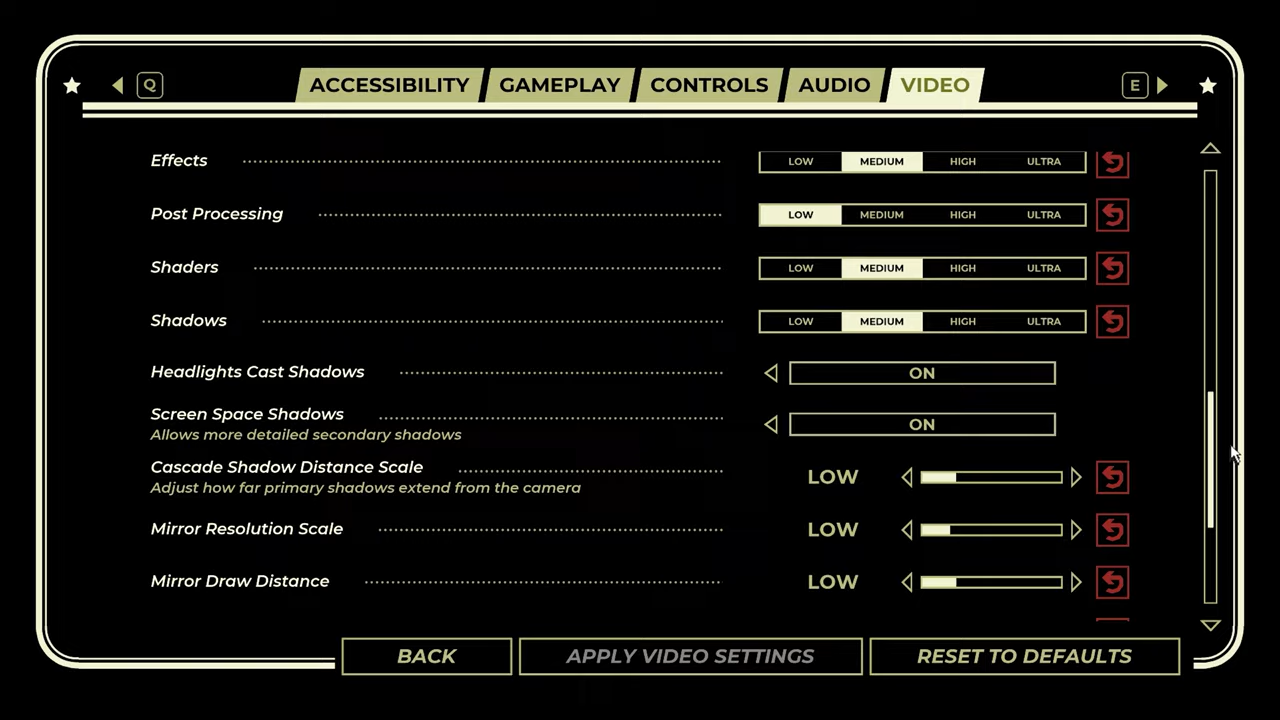 Q ACCESSIBILITY GAMEPLAY CONTROLS AUDIO VIDEO E
Effects LOW MEDIUM HIGH ULTRA
Post Processing LOW MEDIUM HIGH ULTRA
Shaders LOW MEDIUM HIGH ULTRA
Shadows LOW MEDIUM HIGH ULTRA
Headlights Cast Shadows ON
Screen Space Shadows ON
Allows more detailed secondary shadows
Cascade Shadow Distance Scale LOW
Adjust how far primary shadows extend from the camera
Mirror Resolution Scale LOW
Mirror Draw Distance LOW
BACK APPLY VIDEO SETTINGS RESET TO DEFAULTS